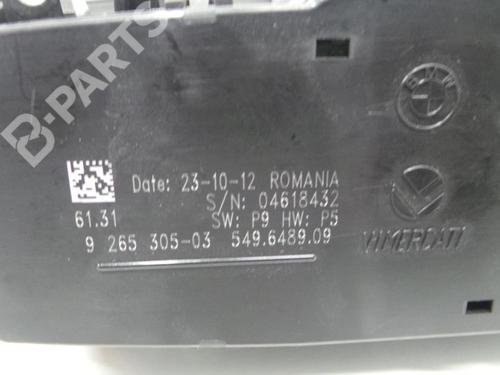 B-PARTS
BMW
Date: 23-10-12 ROMANIA
S/N: 04618432
61.31 SW: P9 HW: P5
9 265 305-03 549.6489.09
VIMERCATI